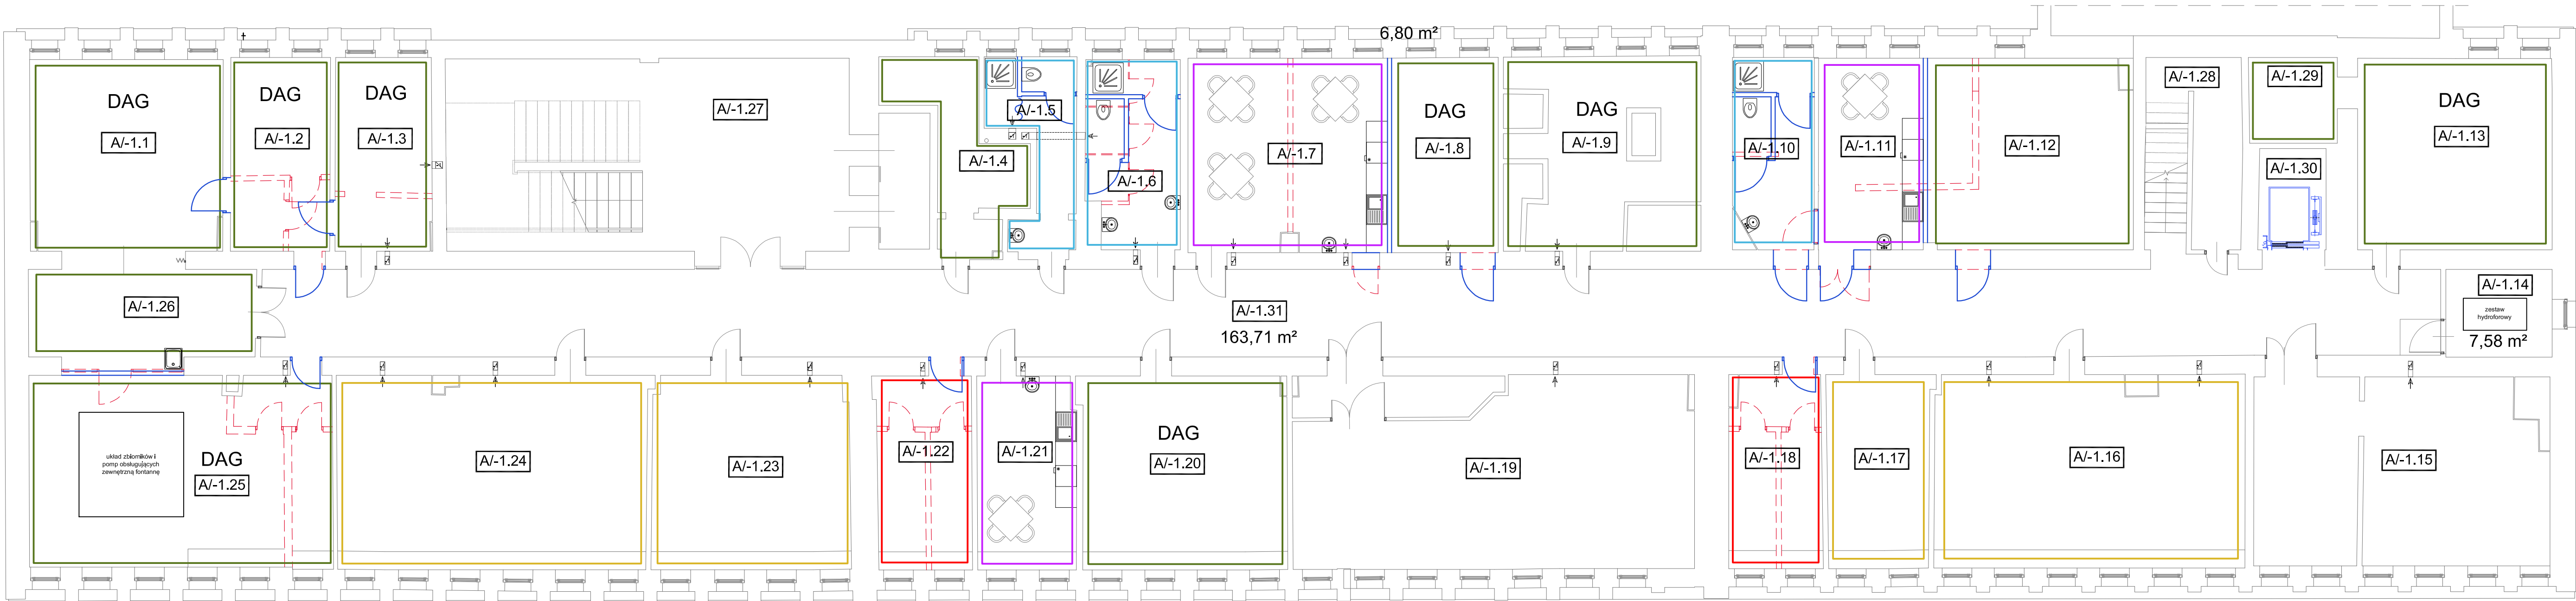 6,80 m²
DAG
A/-1.1
DAG
A/-1.2
DAG
A/-1.3
A/-1.27
A/-1.4
A/-1.5
A/-1.6
A/-1.7
DAG
A/-1.8
DAG
A/-1.9
A/-1.10
A/-1.11
A/-1.12
A/-1.28
A/-1.29
A/-1.30
DAG
A/-1.13
A/-1.26
A/-1.31
163,71 m²
A/-1.14
zestaw
hydroforowy
7,58 m²
układ zbiorników i
pomp obsługujących
zewnętrzną fontannę
DAG
A/-1.25
A/-1.24
A/-1.23
A/-1.22
A/-1.21
DAG
A/-1.20
A/-1.19
A/-1.18
A/-1.17
A/-1.16
A/-1.15